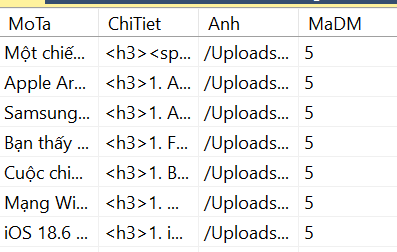 MoTa ChiTiet Anh MaDM
Một chiế... <h3><sp... /Uploads... 5
Apple Ar... <h3>1. A... /Uploads... 5
Samsung... <h3>1. A... /Uploads... 5
Bạn thấy ... <h3>1. F... /Uploads... 5
Cuộc chi... <h3>1. B... /Uploads... 5
Mạng Wi... <h3>1. ... /Uploads... 5
iOS 18.6 ... <h3>1. i... /Uploads... 5